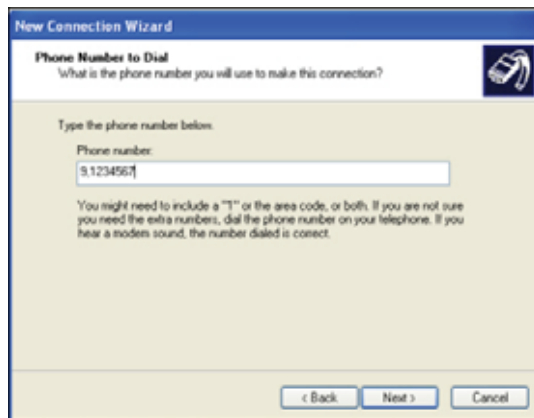 New Connection Wizard
Phone Number to Dial
What is the phone number you will use to make this connection?
Type the phone number below.
Phone number:
9,1234567
You might need to include a "1" or the area code, or both. If you are not sure
you need the extra numbers, dial the phone number on your telephone. If you
hear a modem sound, the number dialed is correct.
< Back
Next >
Cancel